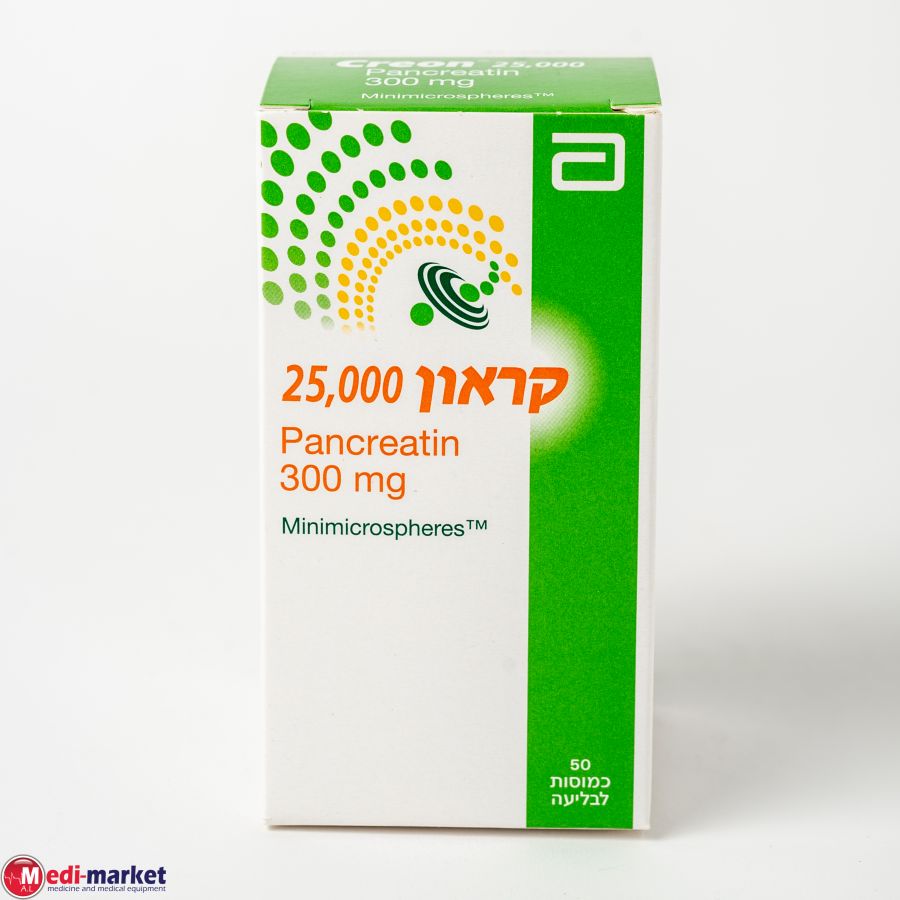 Creon 25,000
Pancreatin
300 mg
Minimicrospheres™
קראון 25,000
Pancreatin
300 mg
Minimicrospheres™
50
כמוסות
לבליעה
Medi-market
A.L
medicine and medical equipment